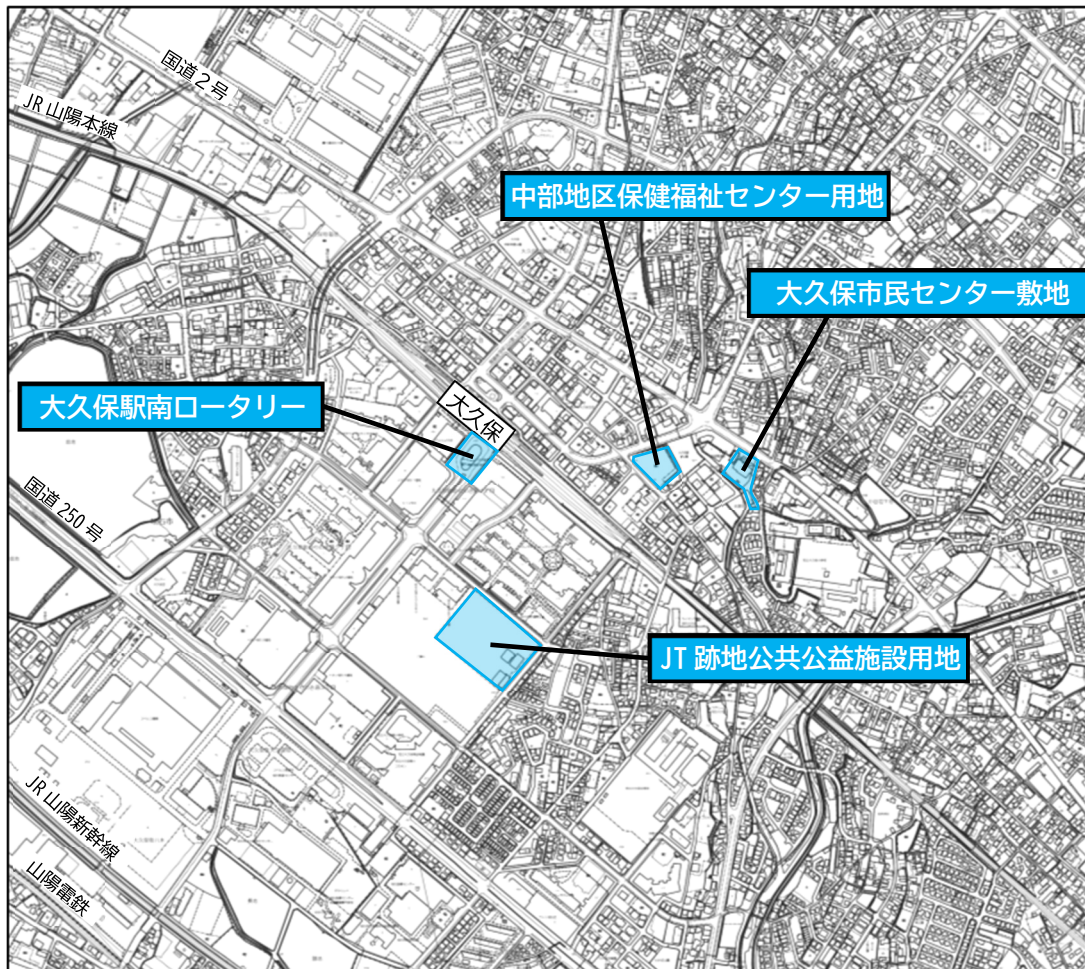 国道２号
JR 山陽本線
中部地区保健福祉センター用地
大久保市民センター敷地
大久保駅南ロータリー
大久保
国道 250 号
JT 跡地公共公益施設用地
JR 山陽新幹線
山陽電鉄